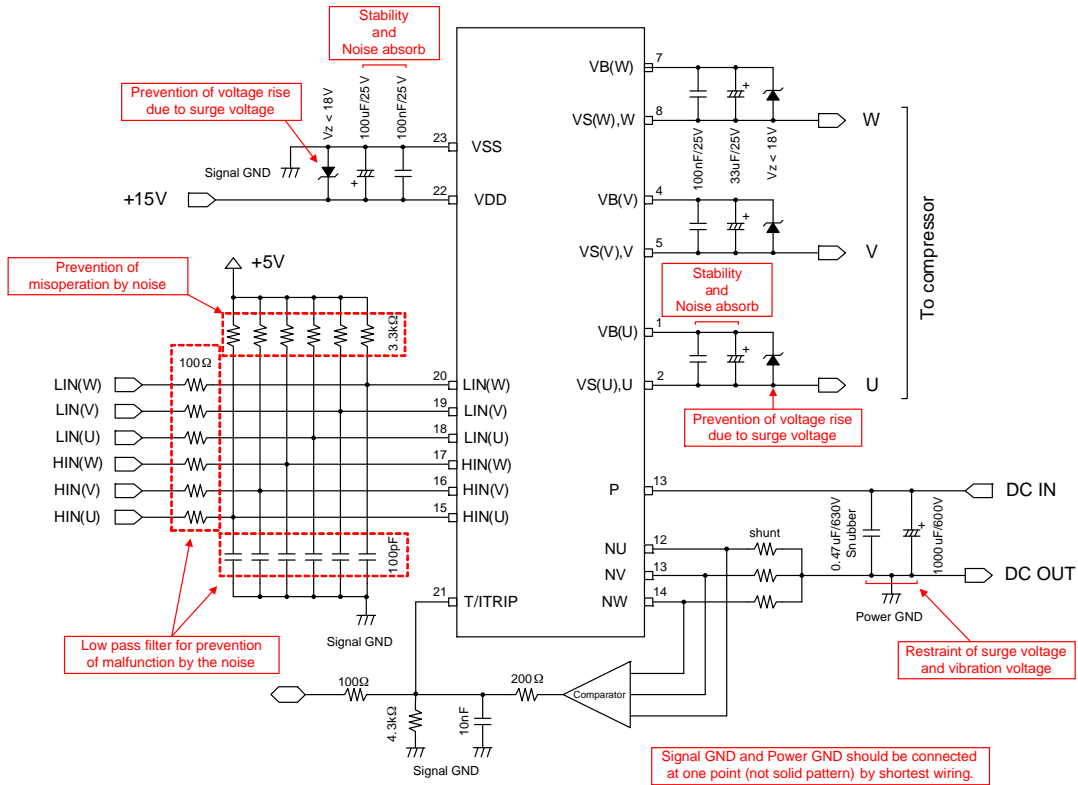 Stability
and
Noise absorb
Prevention of voltage rise
due to surge voltage
Vz < 18V
100uF/25V
100nF/25V
+
Signal GND
+15V
23
VSS
22
VDD
7
VB(W)
8
VS(W),W
+
100nF/25V
33uF/25V
Vz < 18V
W
4
VB(V)
5
VS(V),V
+
V
To compressor
Stability
and
Noise absorb
1
VB(U)
2
VS(U),U
+
U
Prevention of voltage rise
due to surge voltage
Prevention of
misoperation by noise
+5V
3.3kΩ
100Ω
LIN(W)
20
LIN(W)
LIN(V)
19
LIN(V)
LIN(U)
18
LIN(U)
HIN(W)
17
HIN(W)
HIN(V)
16
HIN(V)
HIN(U)
15
HIN(U)
100pF
Signal GND
Low pass filter for prevention
of malfunction by the noise
21
T/ITRIP
P
13
DC IN
NU
12
NV
13
NW
14
shunt
0.47uF/630V
Snubber
1000uF/600V
+
DC OUT
Power GND
Restraint of surge voltage
and vibration voltage
100Ω
4.3kΩ
10nF
200Ω
Comparator
Signal GND
Signal GND and Power GND should be connected
at one point (not solid pattern) by shortest wiring.